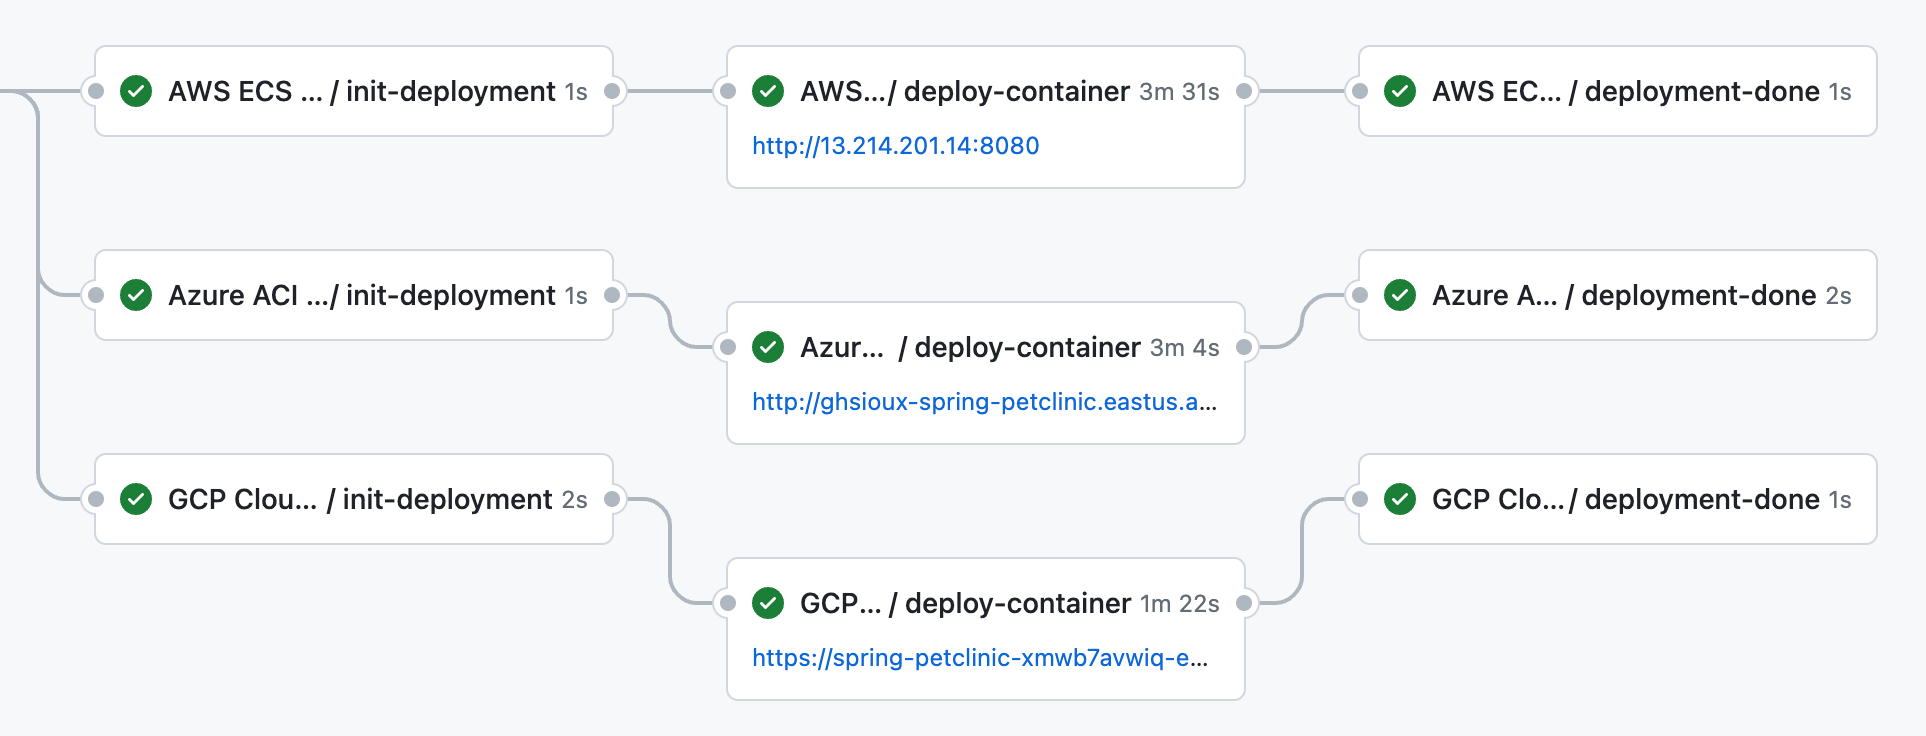 AWS ECS ... / init-deployment 1s
AWS.../ deploy-container 3m 31s
http://13.214.201.14:8080
AWS EC... / deployment-done 1s
Azure ACI .../ init-deployment 1s
Azur... / deploy-container 3m 4s
http://ghsioux-spring-petclinic.eastus.a...
Azure A... / deployment-done 2s
GCP Clou... / init-deployment 2s
GCP... / deploy-container 1m 22s
https://spring-petclinic-xmwb7avwiq-e...
GCP Clo... / deployment-done 1s